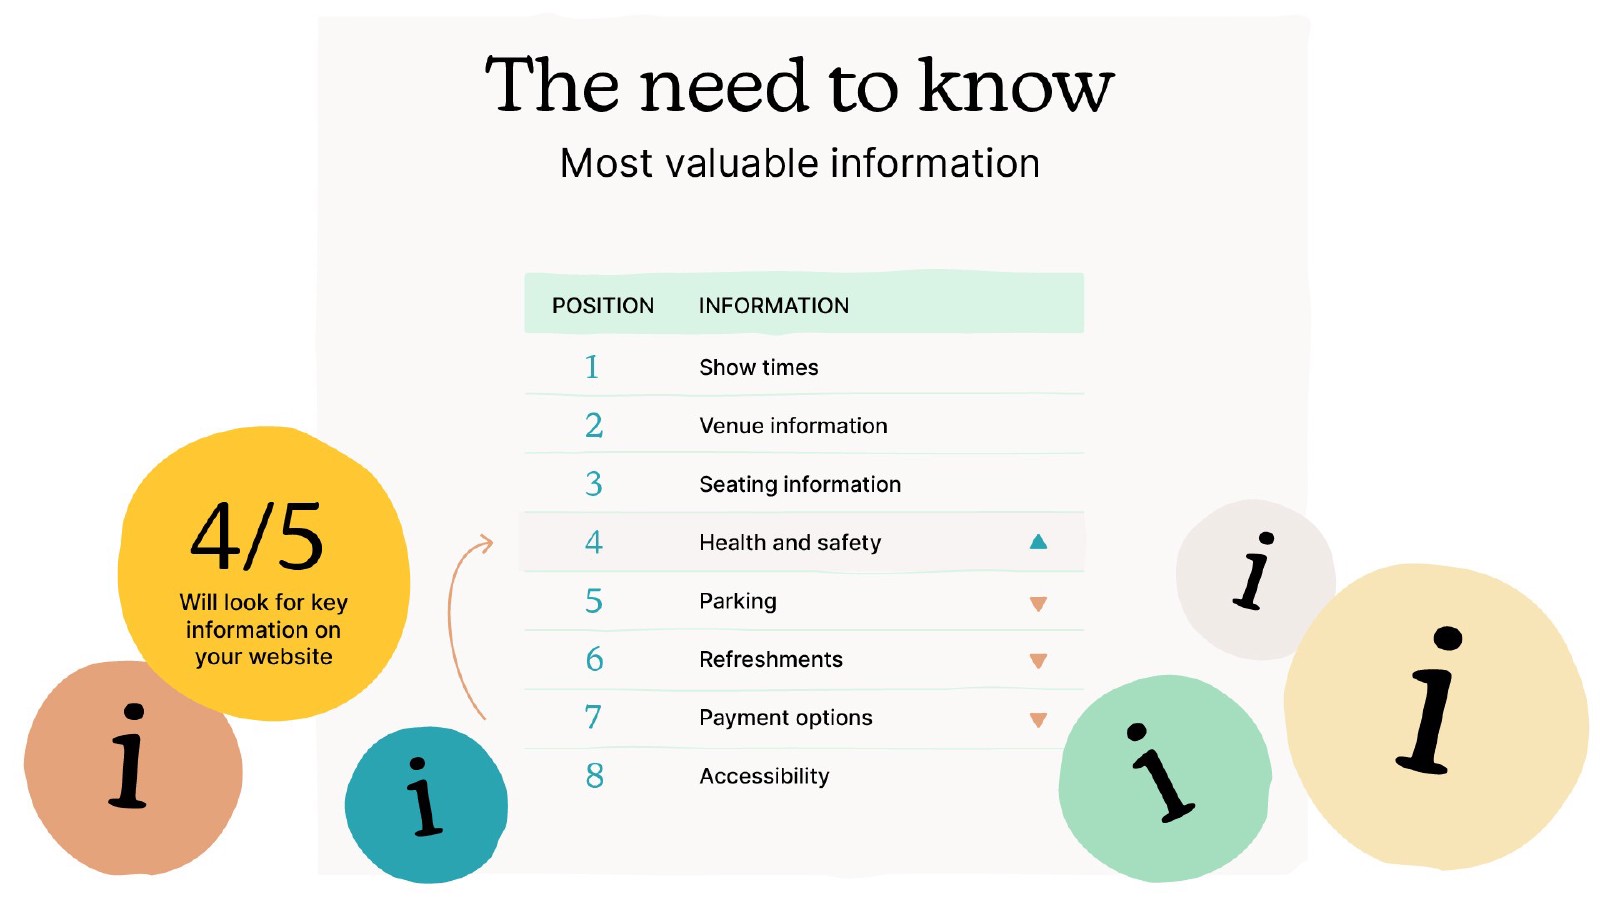 The need to know
Most valuable information
POSITION INFORMATION
1 Show times
2 Venue information
3 Seating information
4 Health and safety
5 Parking
6 Refreshments
7 Payment options
8 Accessibility
4/5
Will look for key
information on
your website
i
i
i
i
i